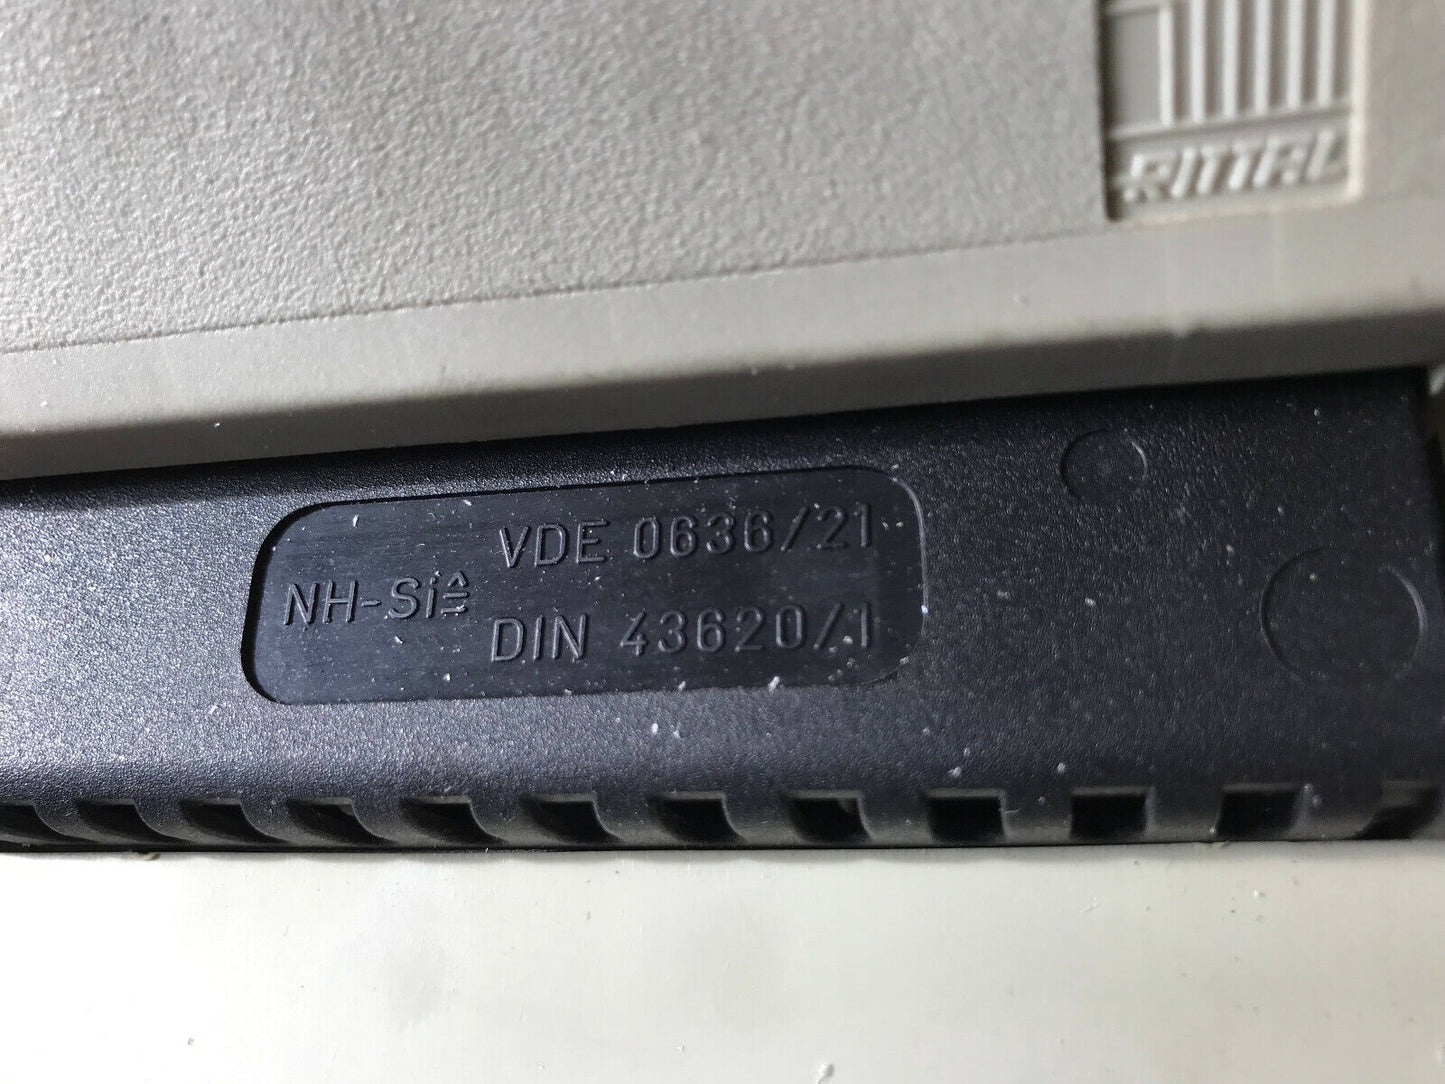 RITTAL
VDE 0636/21
NH-Si≙
DIN 43620/1